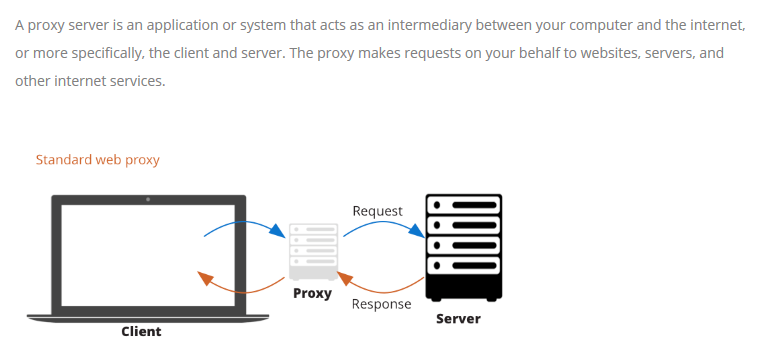 A proxy server is an application or system that acts as an intermediary between your computer and the internet,
or more specifically, the client and server. The proxy makes requests on your behalf to websites, servers, and
other internet services.
Standard web proxy
Request
Proxy
Response
Server
Client